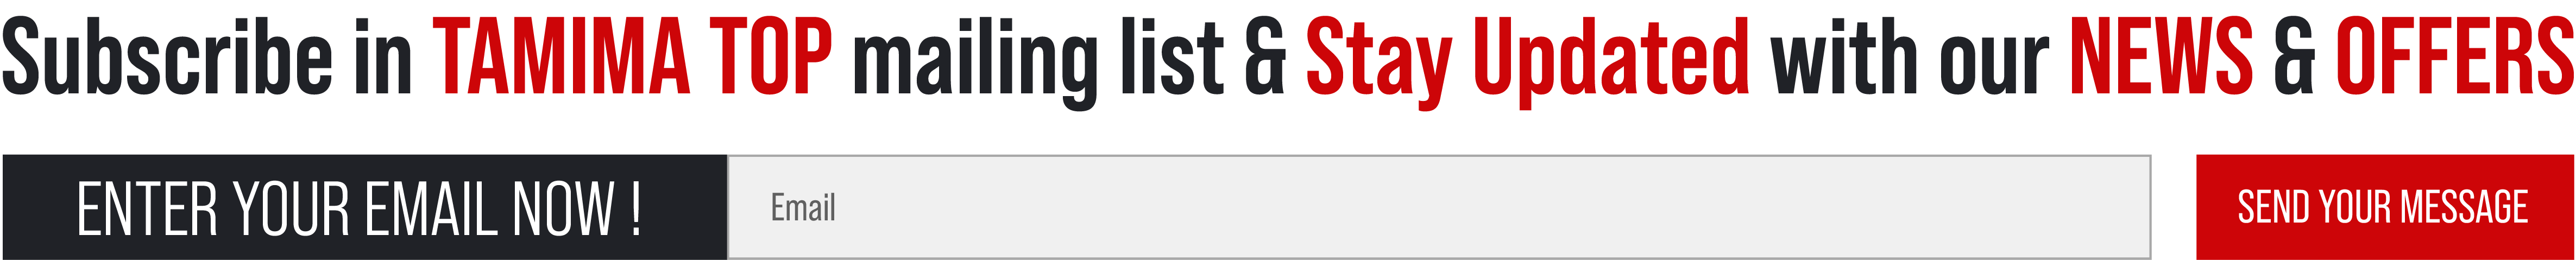 Subscribe in TAMIMA TOP mailing list & Stay Updated with our NEWS & OFFERS
ENTER YOUR EMAIL NOW ! Email SEND YOUR MESSAGE